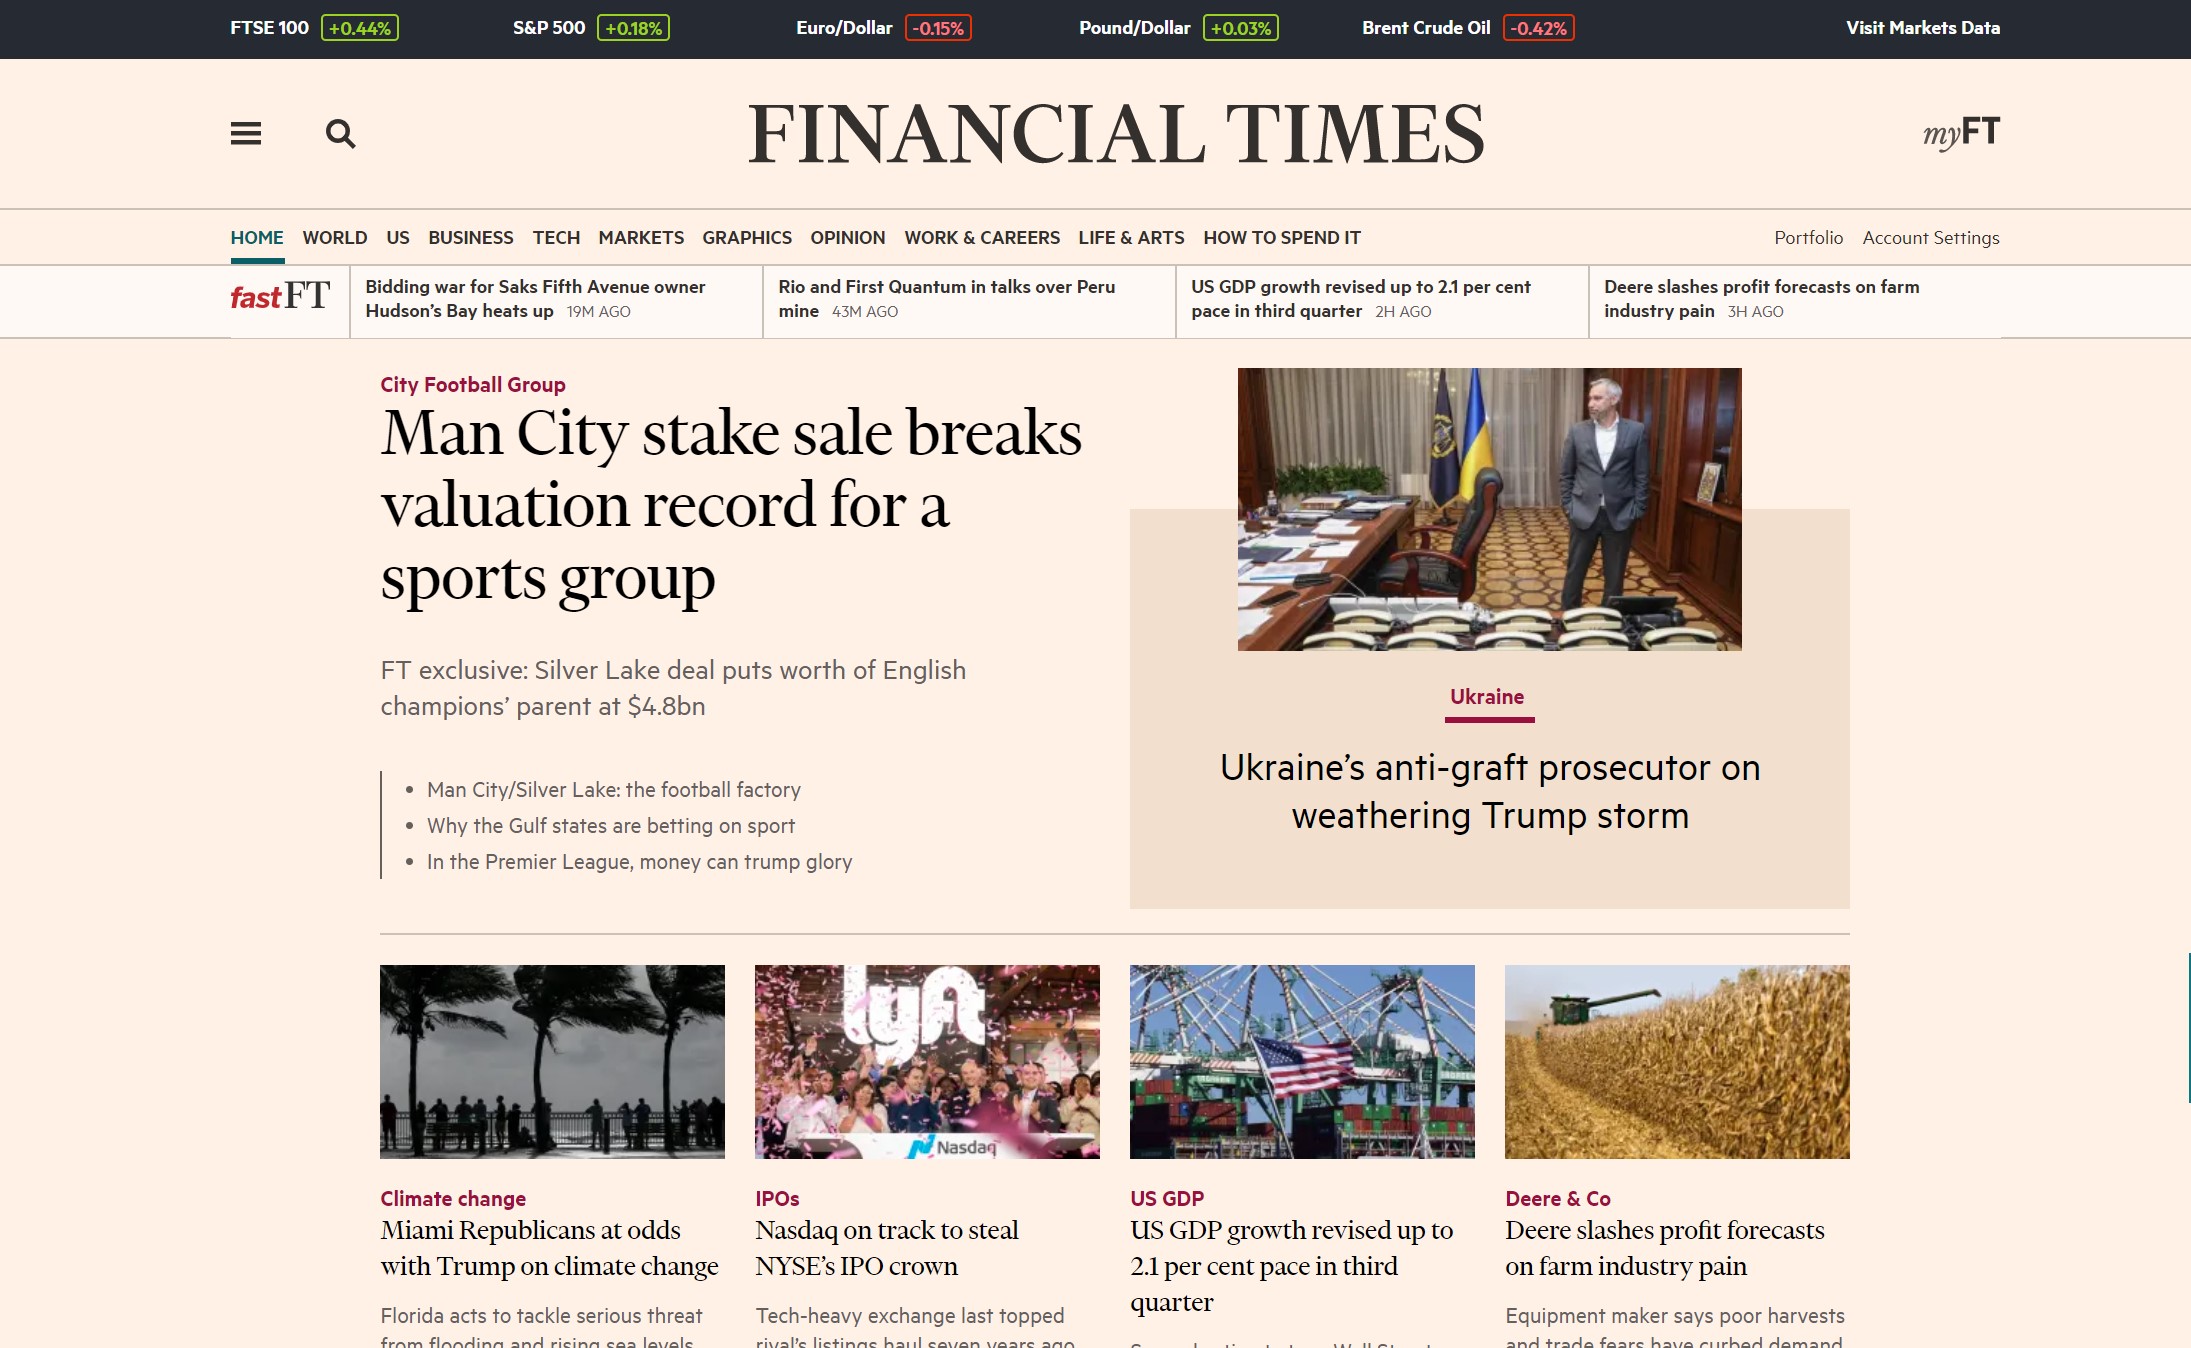 FTSE 100 +0.44% S&P 500 +0.18% Euro/Dollar -0.15% Pound/Dollar +0.03% Brent Crude Oil -0.42% Visit Markets Data
FINANCIAL TIMES
myFT
HOME WORLD US BUSINESS TECH MARKETS GRAPHICS OPINION WORK & CAREERS LIFE & ARTS HOW TO SPEND IT Portfolio Account Settings
fastFT
Bidding war for Saks Fifth Avenue owner
Hudson’s Bay heats up 19M AGO
Rio and First Quantum in talks over Peru
mine 43M AGO
US GDP growth revised up to 2.1 per cent
pace in third quarter 2H AGO
Deere slashes profit forecasts on farm
industry pain 3H AGO
City Football Group
Man City stake sale breaks
valuation record for a
sports group
FT exclusive: Silver Lake deal puts worth of English
champions’ parent at $4.8bn
• Man City/Silver Lake: the football factory
• Why the Gulf states are betting on sport
• In the Premier League, money can trump glory
Ukraine
Ukraine’s anti-graft prosecutor on
weathering Trump storm
lyft
Nasdaq
Climate change
Miami Republicans at odds
with Trump on climate change
Florida acts to tackle serious threat
from flooding and rising sea levels
IPOs
Nasdaq on track to steal
NYSE’s IPO crown
Tech-heavy exchange last topped
rival’s listings haul seven years ago
US GDP
US GDP growth revised up to
2.1 per cent pace in third
quarter
Deere & Co
Deere slashes profit forecasts
on farm industry pain
Equipment maker says poor harvests
and trade fears have curbed demand